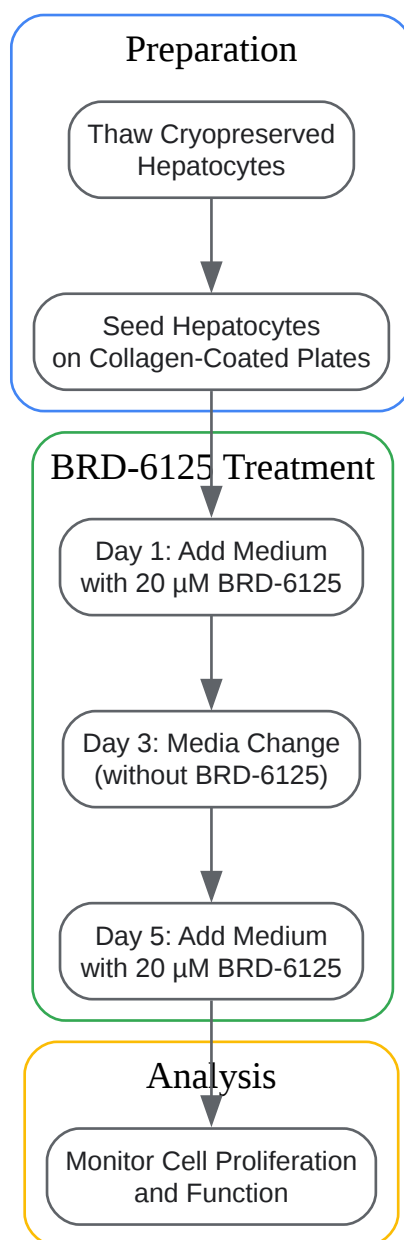 Preparation
Thaw Cryopreserved
Hepatocytes
Seed Hepatocytes
on Collagen-Coated Plates
BRD-6125 Treatment
Day 1: Add Medium
with 20 µM BRD-6125
Day 3: Media Change
(without BRD-6125)
Day 5: Add Medium
with 20 µM BRD-6125
Analysis
Monitor Cell Proliferation
and Function